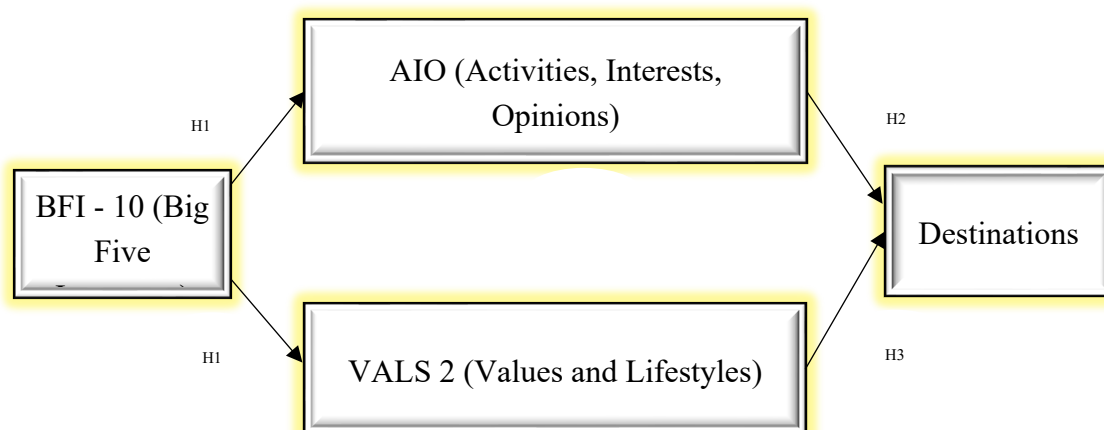 AIO (Activities, Interests,
Opinions)
H1
H2
BFI - 10 (Big
Five
Destinations
H1
H3
VALS 2 (Values and Lifestyles)